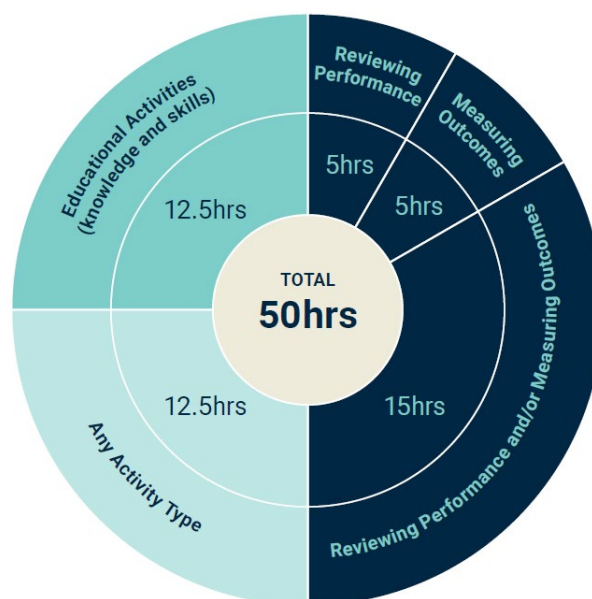 Educational Activities
(knowledge and skills)
12.5hrs
Reviewing
Performance
5hrs
Measuring
Outcomes
5hrs
TOTAL
50hrs
Any Activity Type
12.5hrs
Reviewing Performance and/or Measuring Outcomes
15hrs